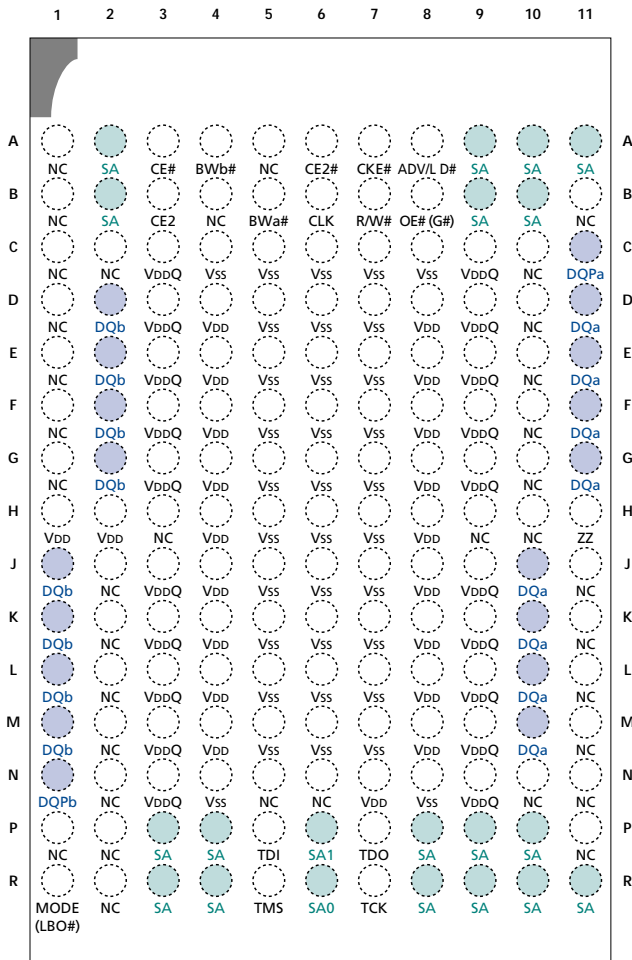 1 2 3 4 5 6 7 8 9 10 11
A A
NC SA CE# BWb# NC CE2# CKE# ADV/L D# SA SA SA
B B
NC SA CE2 NC BWa# CLK R/W# OE# (G#) SA SA NC
C C
NC NC VDDQ VSS VSS VSS VSS VSS VDDQ NC DQPa
D D
NC DQb VDDQ VDD VSS VSS VSS VDD VDDQ NC DQa
E E
NC DQb VDDQ VDD VSS VSS VSS VDD VDDQ NC DQa
F F
NC DQb VDDQ VDD VSS VSS VSS VDD VDDQ NC DQa
G G
NC DQb VDDQ VDD VSS VSS VSS VDD VDDQ NC DQa
H H
VDD VDD NC VDD VSS VSS VSS VDD NC NC ZZ
J J
DQb NC VDDQ VDD VSS VSS VSS VDD VDDQ DQa NC
K K
DQb NC VDDQ VDD VSS VSS VSS VDD VDDQ DQa NC
L L
DQb NC VDDQ VDD VSS VSS VSS VDD VDDQ DQa NC
M M
DQb NC VDDQ VDD VSS VSS VSS VDD VDDQ DQa NC
N N
DQPb NC VDDQ VSS NC NC VDD VSS VDDQ NC NC
P P
NC NC SA SA TDI SA1 TDO SA SA SA NC
R R
MODE NC SA SA TMS SA0 TCK SA SA SA SA
(LBO#)